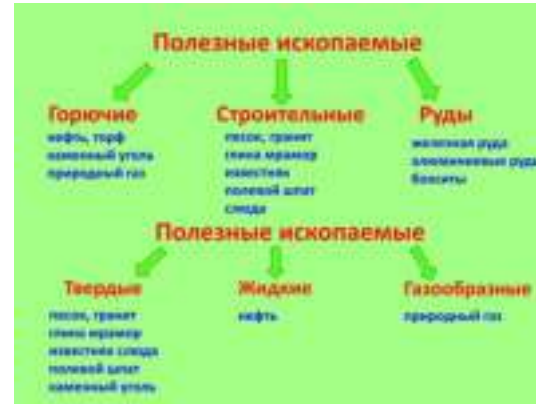 Полезные ископаемые
Горючие Строительные Руды
нефть, торф
каменный уголь
природный газ
песок, гранит
глина мрамор
известняк
полевой шпат
слюда
железная руда
алюминиевые руды
бокситы
Полезные ископаемые
Твердые Жидкие Газообразные
песок, гранит
глина мрамор
известняк слюда
полевой шпат
каменный уголь
нефть
природный газ